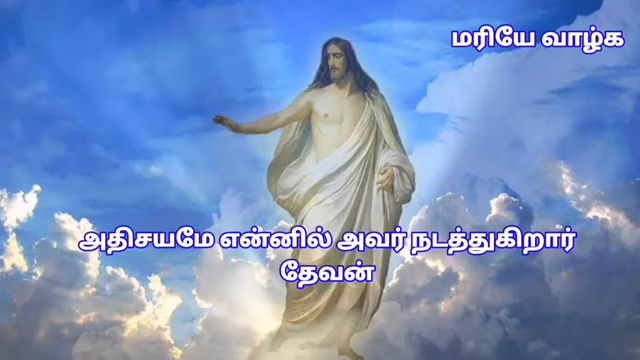 மரியே வாழ்க
அதிசயமே என்னில் அவர் நடத்துகிறார்
தேவன்